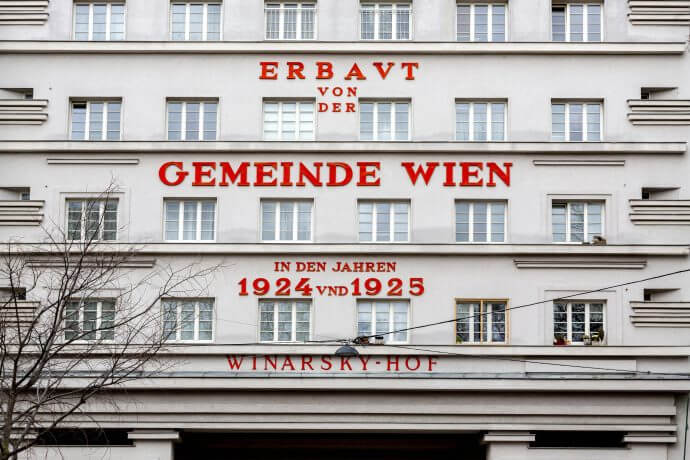 ERBAVT
VON
DER
GEMEINDE WIEN
IN DEN JAHREN
1924 VND 1925
WINARSKY-HOF